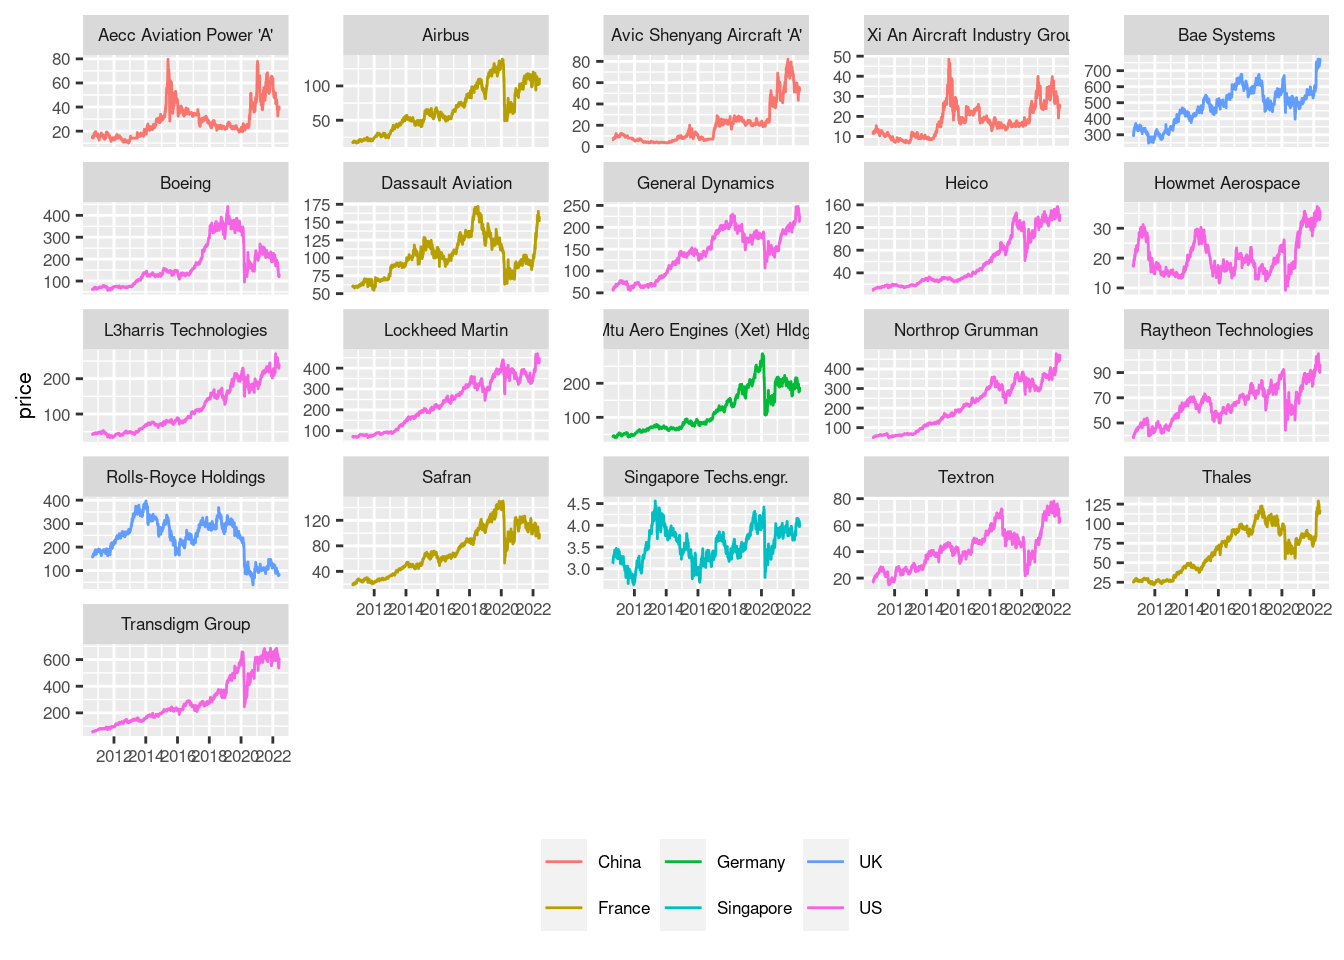 Aecc Aviation Power 'A' Airbus Avic Shenyang Aircraft 'A' Xi An Aircraft Industry Grou Bae Systems
80 60 40 20
100 50
80 60 40 20 0
50 40 30 20 10
700 600 500 400 300
Boeing Dassault Aviation General Dynamics Heico Howmet Aerospace
400 300 200 100
175 150 125 100 75 50
250 200 150 100 50
160 120 80 40
30 20 10
L3harris Technologies Lockheed Martin Mtu Aero Engines (Xet) Hldg Northrop Grumman Raytheon Technologies
200 100
400 300 200 100
200 100
400 300 200 100
90 70 50
price
Rolls-Royce Holdings Safran Singapore Techs.engr. Textron Thales
400 300 200 100
120 80 40
4.5 4.0 3.5 3.0
80 60 40 20
125 100 75 50 25
2012 2014 2016 2018 2020 2022
2012 2014 2016 2018 2020 2022
2012 2014 2016 2018 2020 2022
2012 2014 2016 2018 2020 2022
Transdigm Group
600 400 200
2012 2014 2016 2018 2020 2022
China Germany UK
France Singapore US